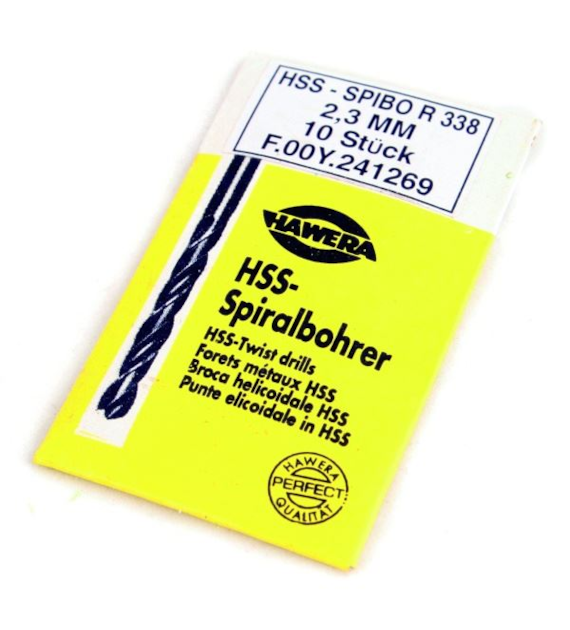 HSS - SPIBO R 338
2,3 MM
10 Stück
F.00Y.241269
HAWERA
HSS-
Spiralbohrer
HSS-Twist drills
Forets métaux HSS
Broca helicoidale HSS
Punte elicoidale in HSS
HAWERA
PERFECT
QUALITÄT